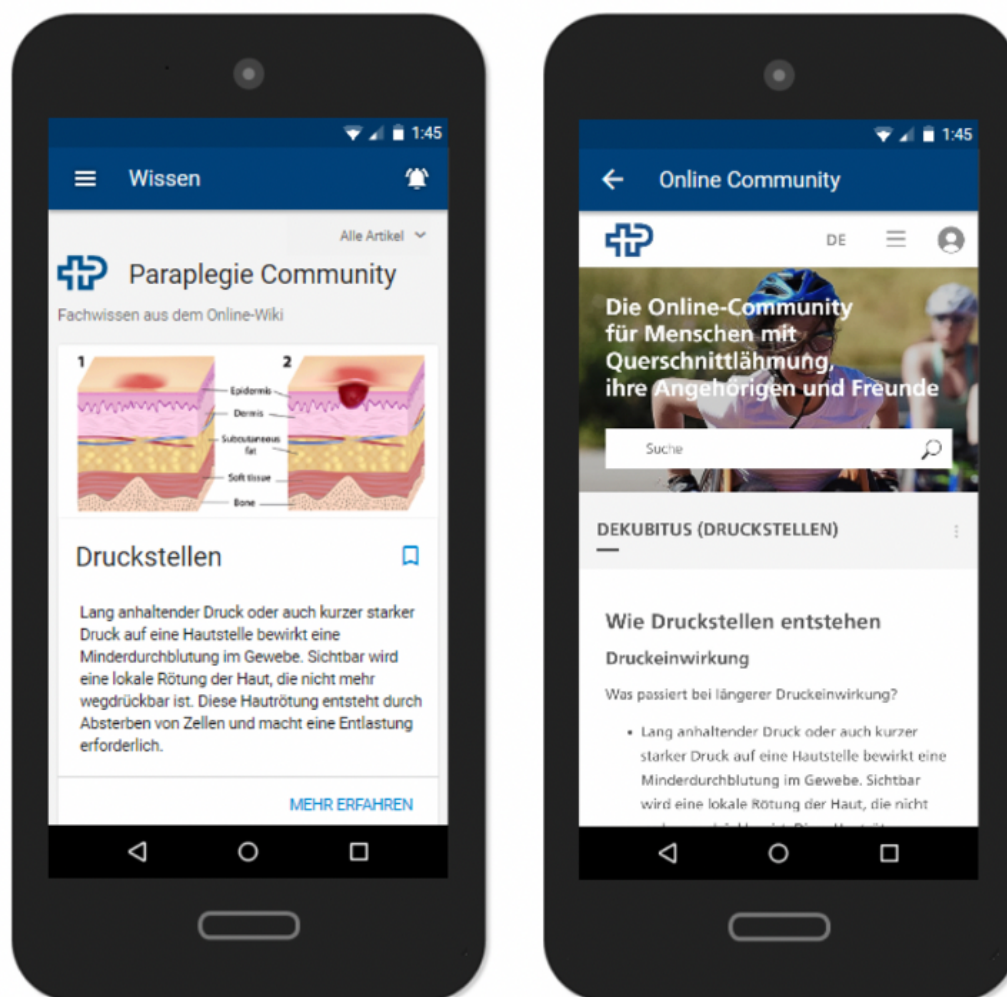 1:45
Wissen
Alle Artikel
Paraplegie Community
Fachwissen aus dem Online-Wiki
1
2
Epidermis
Dermis
Subcutaneous
fat
Soft tissue
Bone
Druckstellen
Lang anhaltender Druck oder auch kurzer starker
Druck auf eine Hautstelle bewirkt eine
Minderdurchblutung im Gewebe. Sichtbar wird
eine lokale Rötung der Haut, die nicht mehr
wegdrückbar ist. Diese Hautrötung entsteht durch
Absterben von Zellen und macht eine Entlastung
erforderlich.
MEHR ERFAHREN
1:45
Online Community
DE
Die Online-Community
für Menschen mit
Querschnittlähmung,
ihre Angehörigen und Freunde
Suche
DEKUBITUS (DRUCKSTELLEN)
Wie Druckstellen entstehen
Druckeinwirkung
Was passiert bei längerer Druckeinwirkung?
• Lang anhaltender Druck oder auch kurzer
starker Druck auf eine Hautstelle bewirkt eine
Minderdurchblutung im Gewebe. Sichtbar
wird eine lokale Rötung der Haut, die nicht